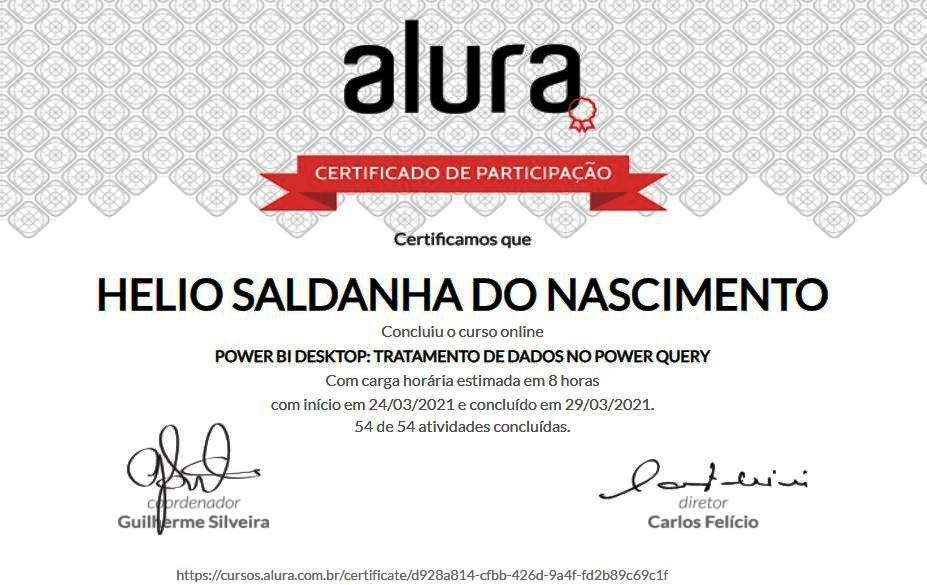 alura
CERTIFICADO DE PARTICIPAÇÃO
Certificamos que
HELIO SALDANHA DO NASCIMENTO
Concluiu o curso online
POWER BI DESKTOP: TRATAMENTO DE DADOS NO POWER QUERY
Com carga horária estimada em 8 horas
com início em 24/03/2021 e concluído em 29/03/2021.
54 de 54 atividades concluídas.
coordenador
Guilherme Silveira
diretor
Carlos Felício
https://cursos.alura.com.br/certificate/d928a814-cfbb-426d-9a4f-fd2b89c69c1f